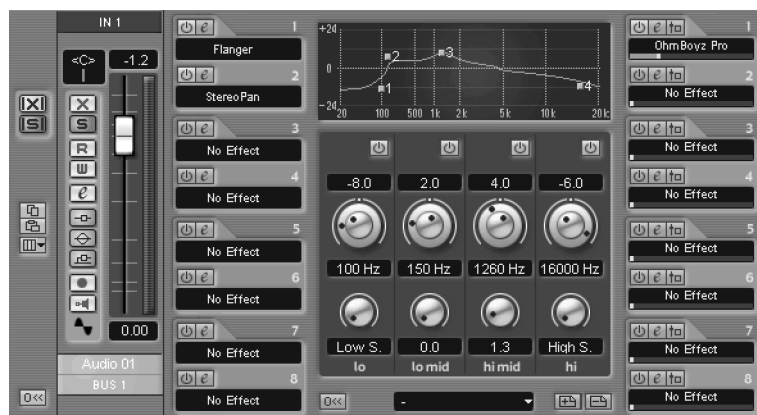 IN 1
<C>
-1.2
X
S
X
S
R
W
e
0.00
Audio 01
BUS 1
0<<
e 1
Flanger
e 2
StereoPan
e 3
No Effect
e 4
No Effect
e 5
No Effect
e 6
No Effect
e 7
No Effect
e 8
No Effect
+24
0
-24
20 100 500 1k 2k 5k 10k 20k
1
2
3
4
-8.0 2.0 4.0 -6.0
100 Hz 150 Hz 1260 Hz 16000 Hz
Low S. 0.0 1.3 High S.
lo lo mid hi mid hi
0<< -
e 1
OhmBoyz Pro
e 2
No Effect
e 3
No Effect
e 4
No Effect
e 5
No Effect
e 6
No Effect
e 7
No Effect
e 8
No Effect